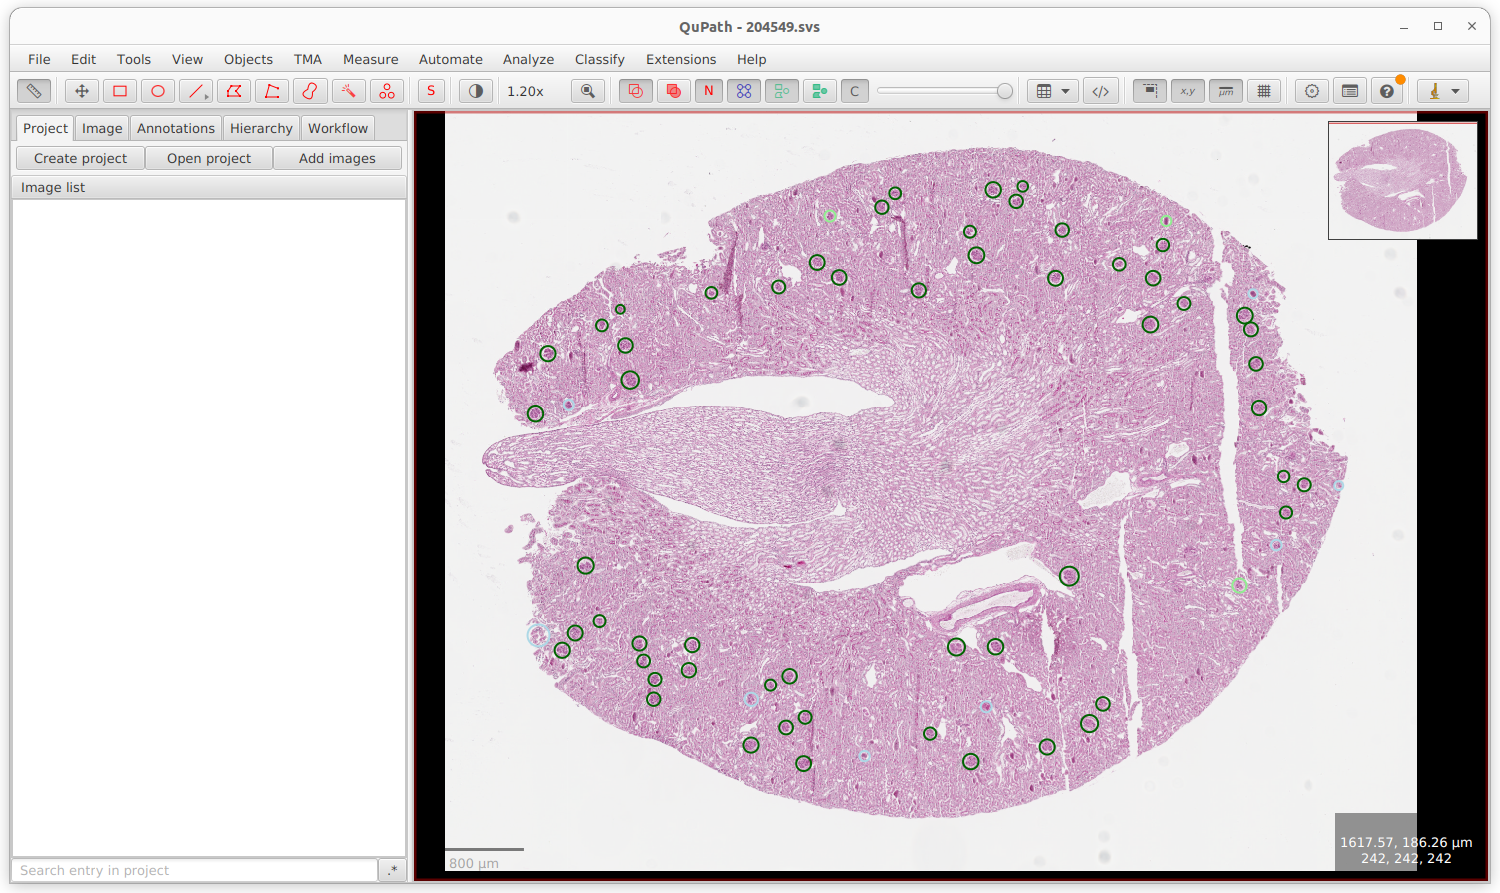 QuPath - 204549.svs
File Edit Tools View Objects TMA Measure Automate Analyze Classify Extensions Help
S 1.20x N C x,y µm
Project Image Annotations Hierarchy Workflow
Create project Open project Add images
Image list
800 µm
1617.57, 186.26 µm
242, 242, 242
Search entry in project .*